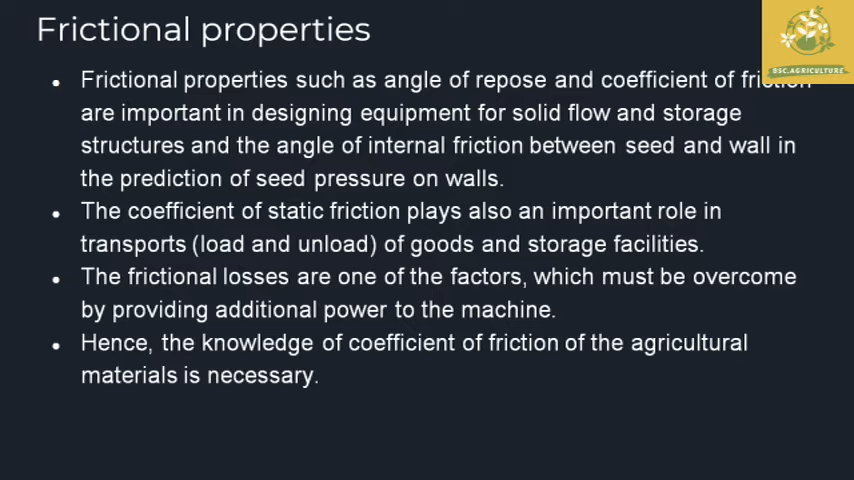 Frictional properties
BSC.AGRICULTURE
• Frictional properties such as angle of repose and coefficient of friction
are important in designing equipment for solid flow and storage
structures and the angle of internal friction between seed and wall in
the prediction of seed pressure on walls.
• The coefficient of static friction plays also an important role in
transports (load and unload) of goods and storage facilities.
• The frictional losses are one of the factors, which must be overcome
by providing additional power to the machine.
• Hence, the knowledge of coefficient of friction of the agricultural
materials is necessary.